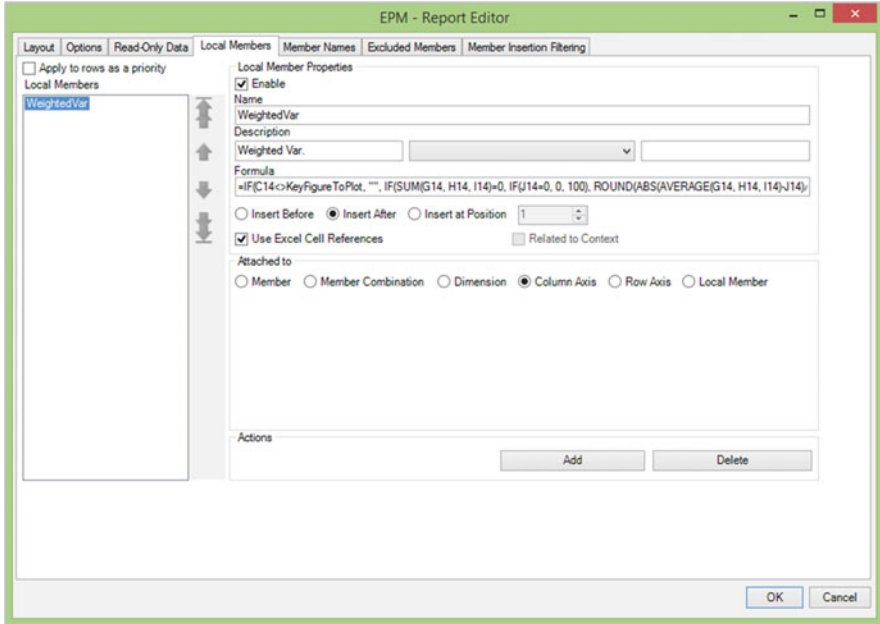 EPM - Report Editor
Layout Options Read-Only Data Local Members Member Names Excluded Members Member Insertion Filtering
Apply to rows as a priority
Local Members
WeightedVar
Local Member Properties
Enable
Name
WeightedVar
Description
Weighted Var.
Formula
=IF(C14<>KeyFigureToPlot, "", IF(SUM(G14, H14, I14)=0, IF(J14=0, 0, 100), ROUND(ABS(AVERAGE(G14, H14, I14)-J14)/
Insert Before Insert After Insert at Position 1
Use Excel Cell References Related to Context
Attached to
Member Member Combination Dimension Column Axis Row Axis Local Member
Actions
Add Delete
OK Cancel